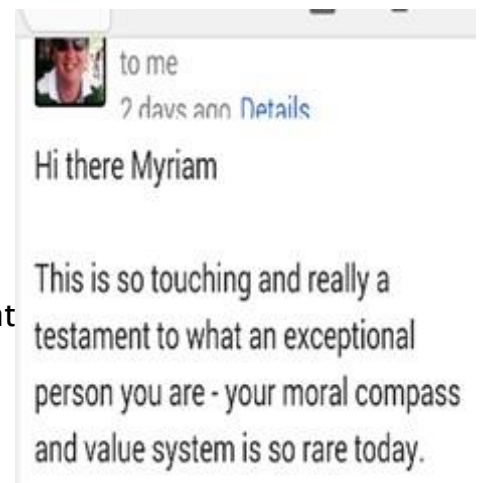 to me
2 days ago Details
Hi there Myriam
This is so touching and really a
testament to what an exceptional
person you are - your moral compass
and value system is so rare today.